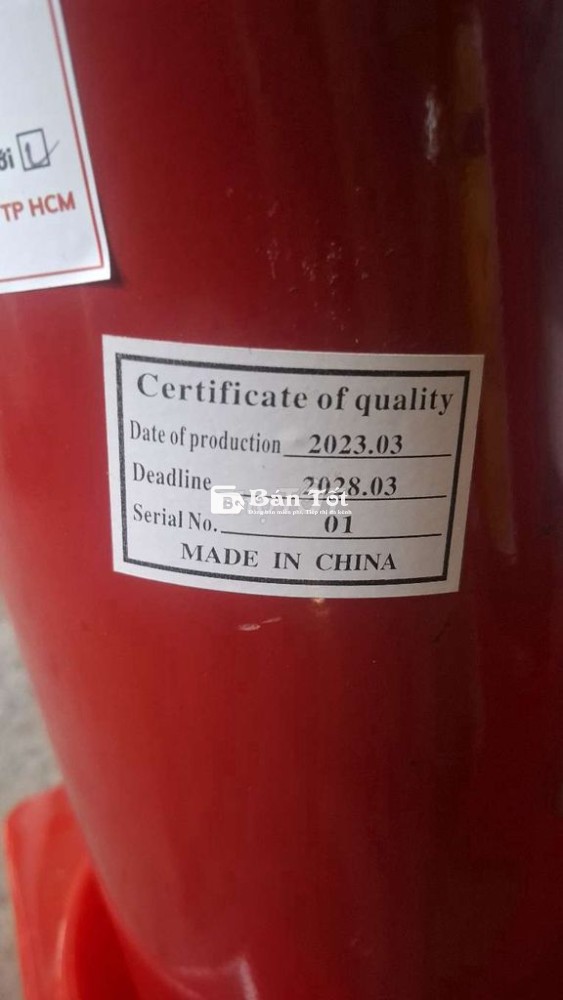 ới
TP HCM
Certificate of quality
Date of production 2023.03
Deadline 2028.03
Serial No. 01
MADE IN CHINA
Bán Tốt